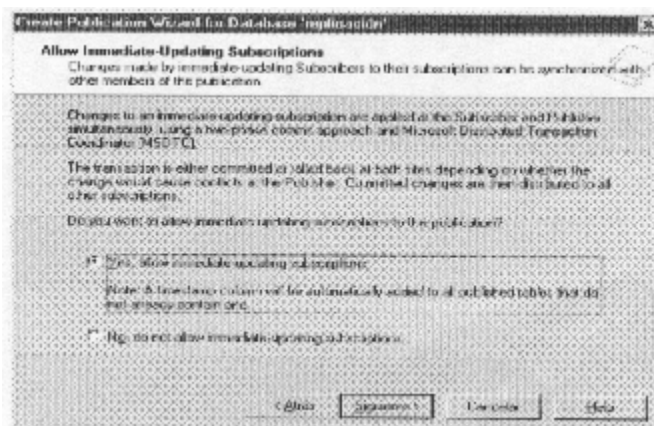 Create Publication Wizard for Database 'replicación'
Allow Immediate-Updating Subscriptions
Changes made by immediate-updating Subscribers to their subscriptions can be synchronized with
other members of the publication.
Changes to an immediate-updating subscription are applied at the Subscriber and Publisher
simultaneously, using a two-phase commit approach and Microsoft Distributed Transaction
Coordinator (MSDTC).
The transaction is either committed or rolled back at both sites depending on whether the
change would cause conflicts at the Publisher. Committed changes are then distributed to all
other subscriptions.
Do you want to allow immediate-updating subscribers to this publication?
Yes, allow immediate-updating subscriptions
Note: A timestamp column will be automatically added to all published tables that do
not already contain one.
No, do not allow immediate-updating subscriptions
< Atrás
Siguiente >
Cancelar
Help